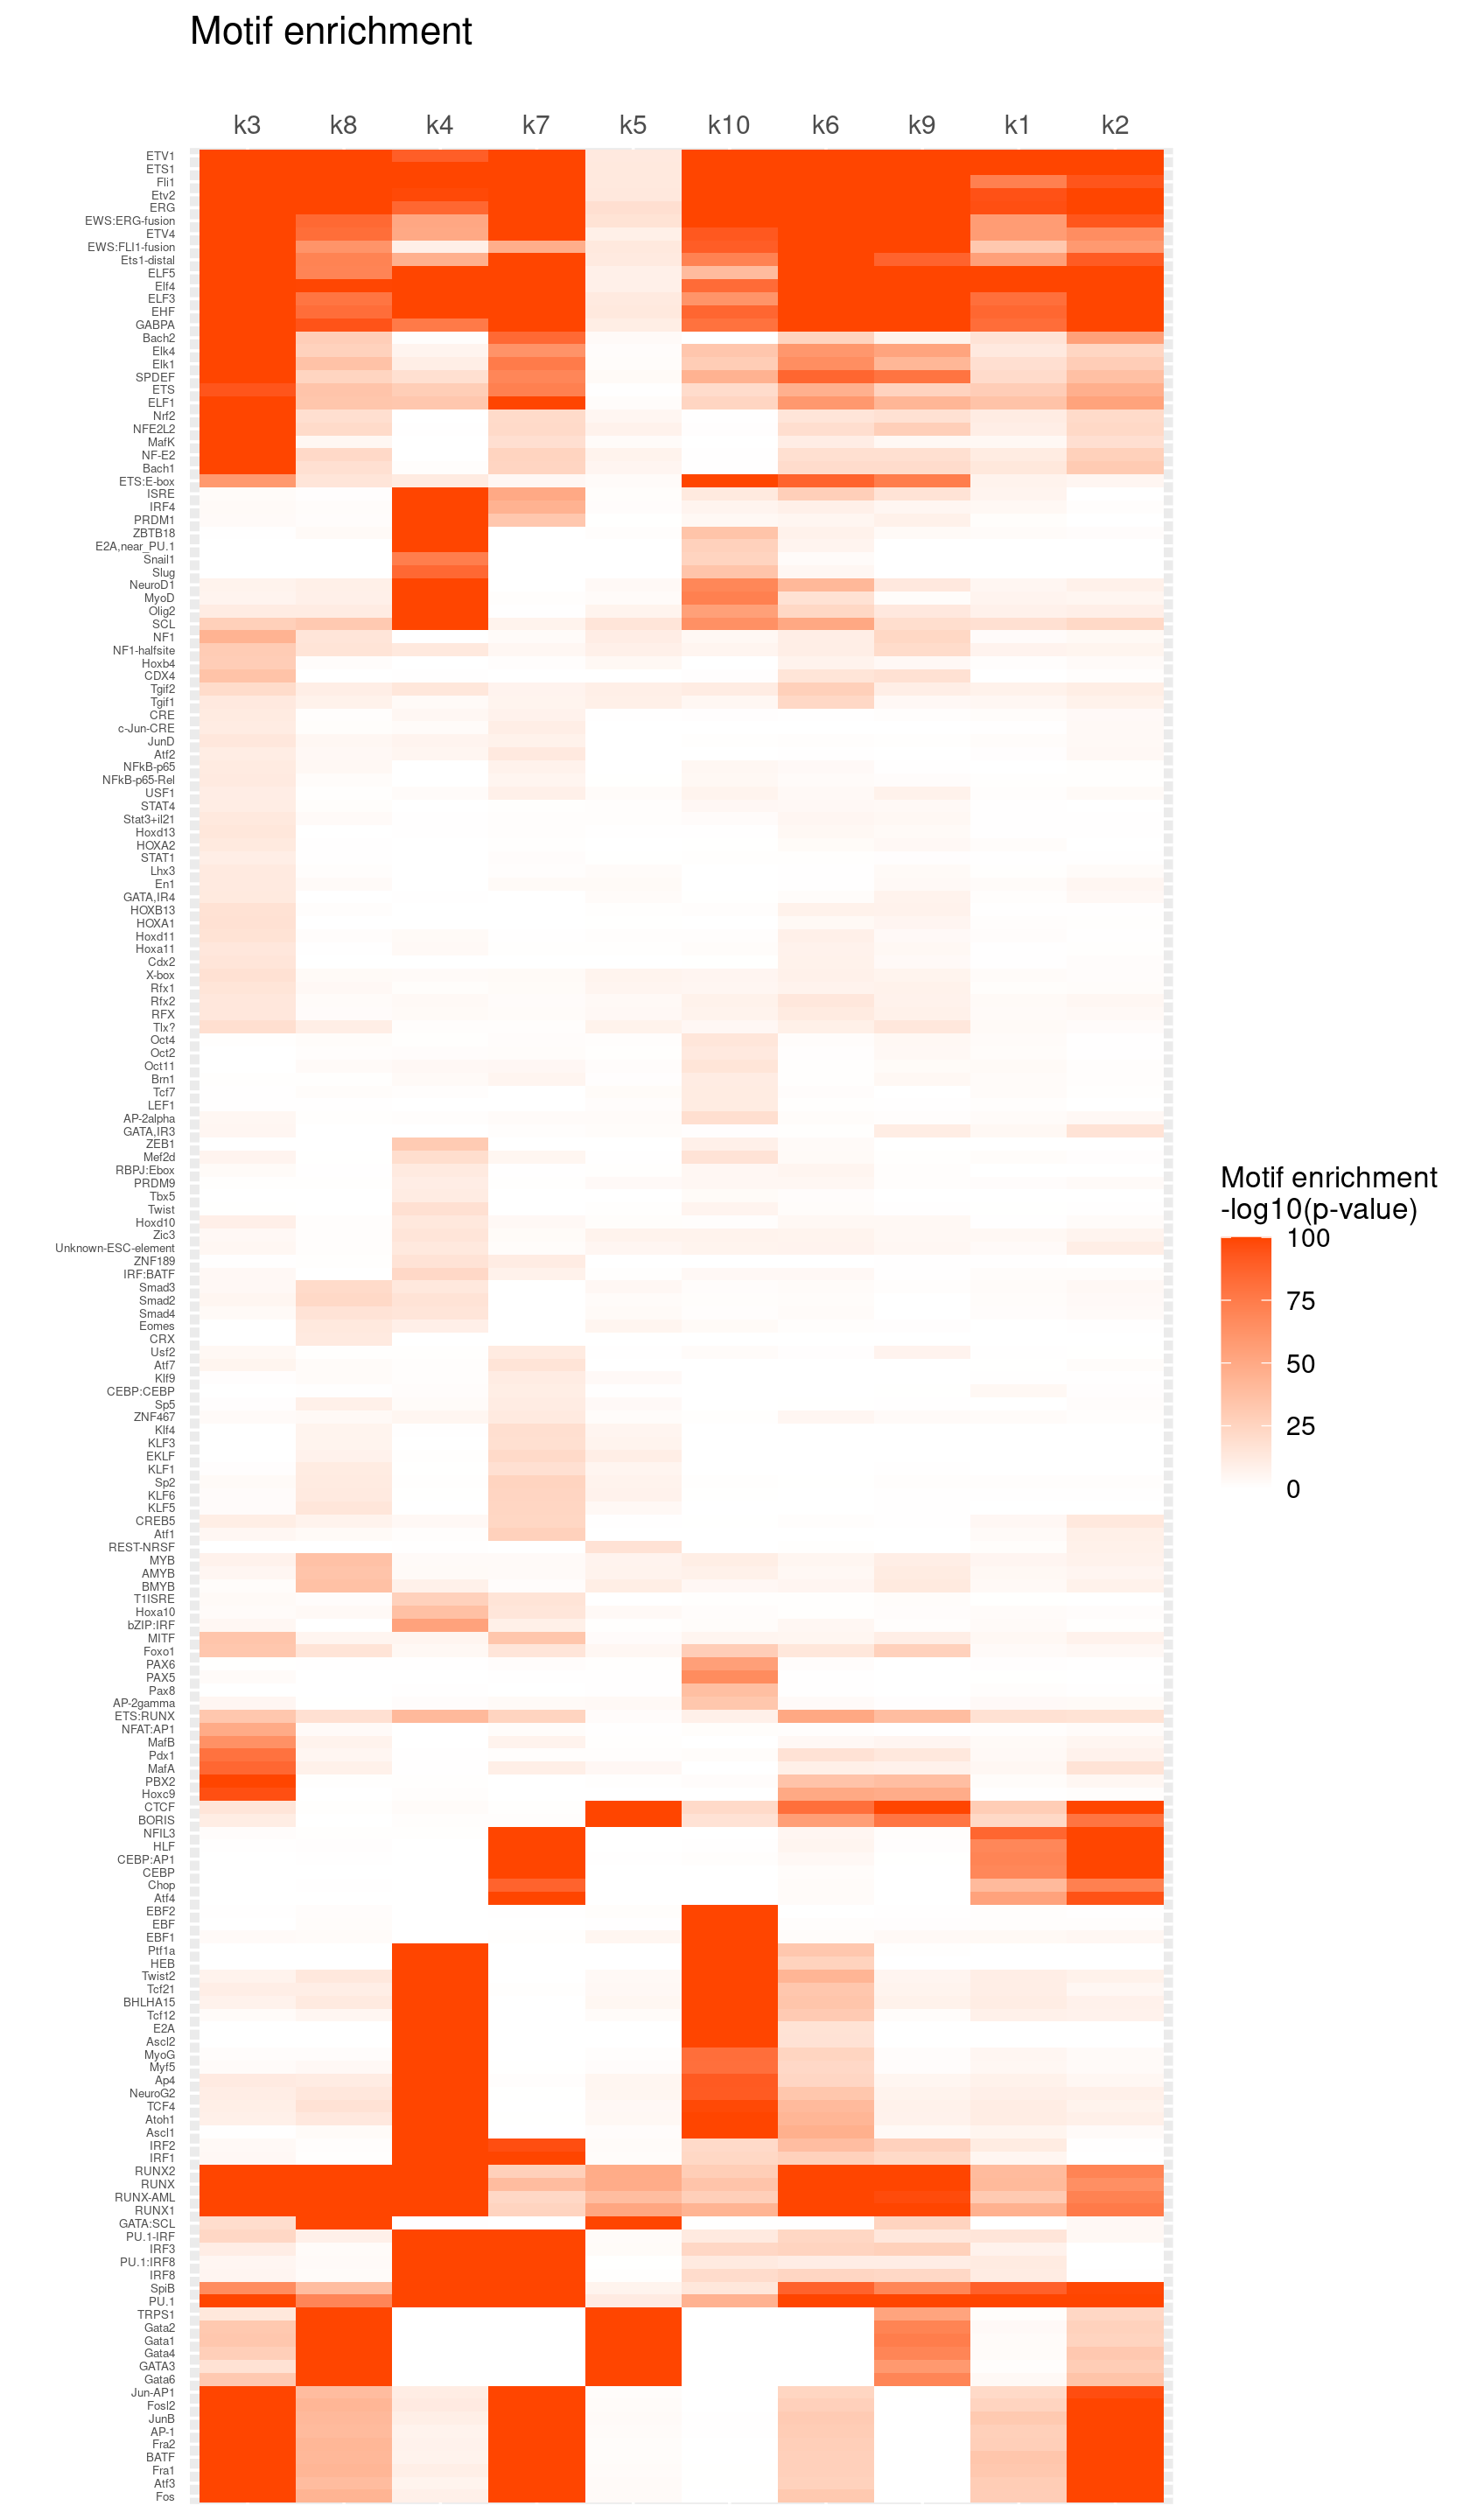 Motif enrichment
k3 k8 k4 k7 k5 k10 k6 k9 k1 k2
ETV1
ETS1
Fli1
Etv2
ERG
EWS:ERG-fusion
ETV4
EWS:FLI1-fusion
Ets1-distal
ELF5
Elf4
ELF3
EHF
GABPA
Bach2
Elk4
Elk1
SPDEF
ETS
ELF1
Nrf2
NFE2L2
MafK
NF-E2
Bach1
ETS:E-box
ISRE
IRF4
PRDM1
ZBTB18
E2A,near_PU.1
Snail1
Slug
NeuroD1
MyoD
Olig2
SCL
NF1
NF1-halfsite
Hoxb4
CDX4
Tgif2
Tgif1
CRE
c-Jun-CRE
JunD
Atf2
NFkB-p65
NFkB-p65-Rel
USF1
STAT4
Stat3+il21
Hoxd13
HOXA2
STAT1
Lhx3
En1
GATA,IR4
HOXB13
HOXA1
Hoxd11
Hoxa11
Cdx2
X-box
Rfx1
Rfx2
RFX
Tlx?
Oct4
Oct2
Oct11
Brn1
Tcf7
LEF1
AP-2alpha
GATA,IR3
ZEB1
Mef2d
RBPJ:Ebox
PRDM9
Tbx5
Twist
Hoxd10
Zic3
Unknown-ESC-element
ZNF189
IRF:BATF
Smad3
Smad2
Smad4
Eomes
CRX
Usf2
Atf7
Klf9
CEBP:CEBP
Sp5
ZNF467
Klf4
KLF3
EKLF
KLF1
Sp2
KLF6
KLF5
CREB5
Atf1
REST-NRSF
MYB
AMYB
BMYB
T1ISRE
Hoxa10
bZIP:IRF
MITF
Foxo1
PAX6
PAX5
Pax8
AP-2gamma
ETS:RUNX
NFAT:AP1
MafB
Pdx1
MafA
PBX2
Hoxc9
CTCF
BORIS
NFIL3
HLF
CEBP:AP1
CEBP
Chop
Atf4
EBF2
EBF
EBF1
Ptf1a
HEB
Twist2
Tcf21
BHLHA15
Tcf12
E2A
Ascl2
MyoG
Myf5
Ap4
NeuroG2
TCF4
Atoh1
Ascl1
IRF2
IRF1
RUNX2
RUNX
RUNX-AML
RUNX1
GATA:SCL
PU.1-IRF
IRF3
PU.1:IRF8
IRF8
SpiB
PU.1
TRPS1
Gata2
Gata1
Gata4
GATA3
Gata6
Jun-AP1
Fosl2
JunB
AP-1
Fra2
BATF
Fra1
Atf3
Fos
Motif enrichment
-log10(p-value)
100
75
50
25
0